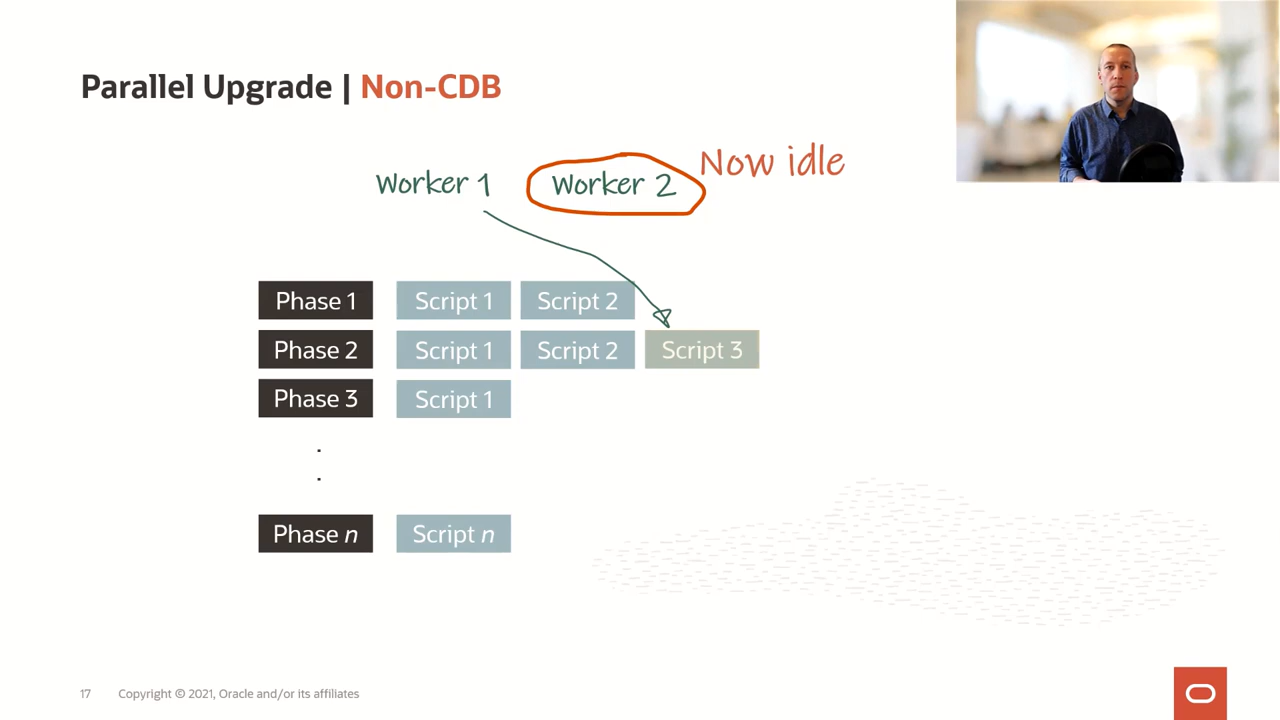 Parallel Upgrade | Non-CDB
Worker 1 Worker 2 Now idle
Phase 1 Script 1 Script 2
Phase 2 Script 1 Script 2 Script 3
Phase 3 Script 1
.
.
Phase n Script n
17 Copyright © 2021, Oracle and/or its affiliates